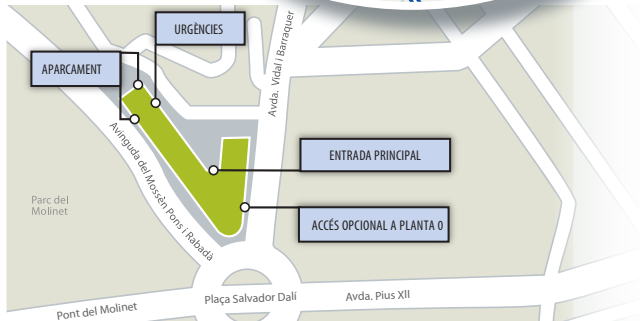 URGÈNCIES
APARCAMENT
Avda. Vidal i Barraquer
Avinguda del Mossèn Pons i Rabadà
ENTRADA PRINCIPAL
Parc del
Molinet
ACCÉS OPCIONAL A PLANTA 0
Plaça Salvador Dalí
Avda. Pius XII
Pont del Molinet